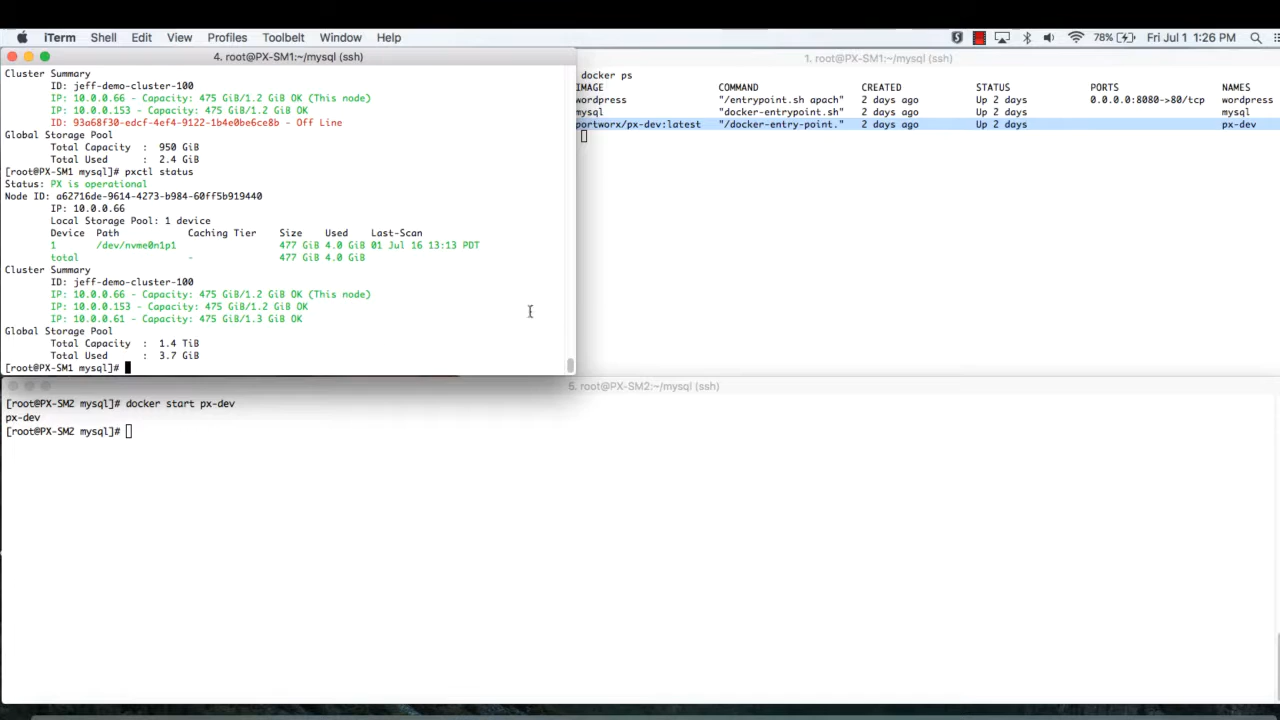 iTerm Shell Edit View Profiles Toolbelt Window Help 78% Fri Jul 1 1:26 PM
4. root@PX-SM1:~/mysql (ssh)
Cluster Summary
ID: jeff-demo-cluster-100
IP: 10.0.0.66 - Capacity: 475 GiB/1.2 GiB OK (This node)
IP: 10.0.0.153 - Capacity: 475 GiB/1.2 GiB OK
ID: 93a68f30-edcf-4ef4-9122-1b4e0be6ce8b - Off Line
Global Storage Pool
Total Capacity : 950 GiB
Total Used : 2.4 GiB
[root@PX-SM1 mysql]# pxctl status
Status: PX is operational
Node ID: a62716de-9614-4273-b984-60ff5b919440
IP: 10.0.0.66
Local Storage Pool: 1 device
Device Path Caching Tier Size Used Last-Scan
1 /dev/nvme0n1p1 477 GiB 4.0 GiB 01 Jul 16 13:13 PDT
total - 477 GiB 4.0 GiB
Cluster Summary
ID: jeff-demo-cluster-100
IP: 10.0.0.66 - Capacity: 475 GiB/1.2 GiB OK (This node)
IP: 10.0.0.153 - Capacity: 475 GiB/1.2 GiB OK
IP: 10.0.0.61 - Capacity: 475 GiB/1.3 GiB OK
Global Storage Pool
Total Capacity : 1.4 TiB
Total Used : 3.7 GiB
[root@PX-SM1 mysql]#
1. root@PX-SM1:~/mysql (ssh)
docker ps
IMAGE COMMAND CREATED STATUS PORTS NAMES
wordpress "/entrypoint.sh apach" 2 days ago Up 2 days 0.0.0.0:8080->80/tcp wordpress
mysql "docker-entrypoint.sh" 2 days ago Up 2 days mysql
portworx/px-dev:latest "/docker-entry-point." 2 days ago Up 2 days px-dev
5. root@PX-SM2:~/mysql (ssh)
[root@PX-SM2 mysql]# docker start px-dev
px-dev
[root@PX-SM2 mysql]#